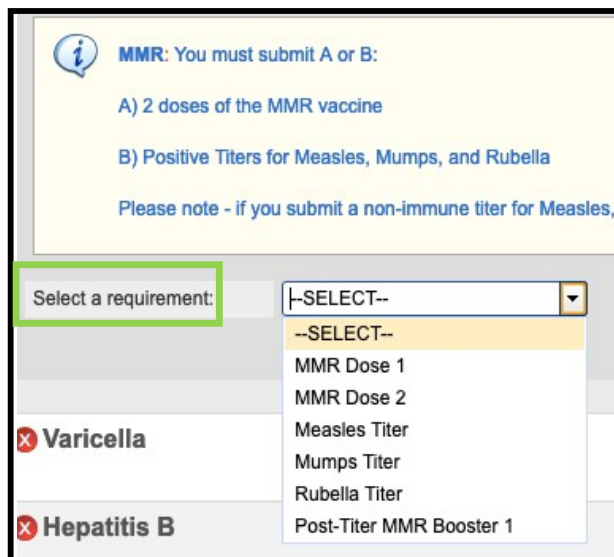 MMR: You must submit A or B:
A) 2 doses of the MMR vaccine
B) Positive Titers for Measles, Mumps, and Rubella
Please note - if you submit a non-immune titer for Measles,
Select a requirement:
--SELECT--
--SELECT--
MMR Dose 1
MMR Dose 2
Measles Titer
Mumps Titer
Rubella Titer
Post-Titer MMR Booster 1
Varicella
Hepatitis B